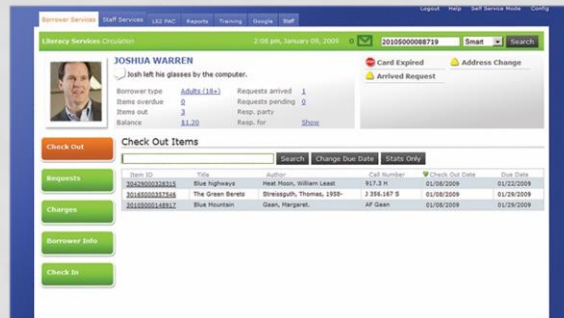 Logout Help Self Service Mode Config
Borrower Services Staff Services LS2 PAC Reports Training Google Staff
Literacy Services Circulation 2:08 pm, January 09, 2009 0 20105000088719 Smart Search
JOSHUA WARREN
Josh left his glasses by the computer.
Card Expired Address Change
Arrived Request
Borrower type Adults (18+) Requests arrived 1
Items overdue 0 Requests pending 0
Items out 3 Resp. party
Balance $1.20 Resp. for Show
Check Out
Check Out Items
Search Change Due Date Stats Only
Item ID Title Author Call Number Check Out Date Due Date
30429000328315 Blue highways Heat Moon, William Least 917.3 H 01/08/2009 01/22/2009
30165000357546 The Green Berets Streissguth, Thomas, 1958- J 356.167 S 01/08/2009 01/29/2009
30105000148917 Blue Mountain Gaan, Margaret. AF Gaan 01/08/2009 01/29/2009
Requests
Charges
Borrower Info
Check In